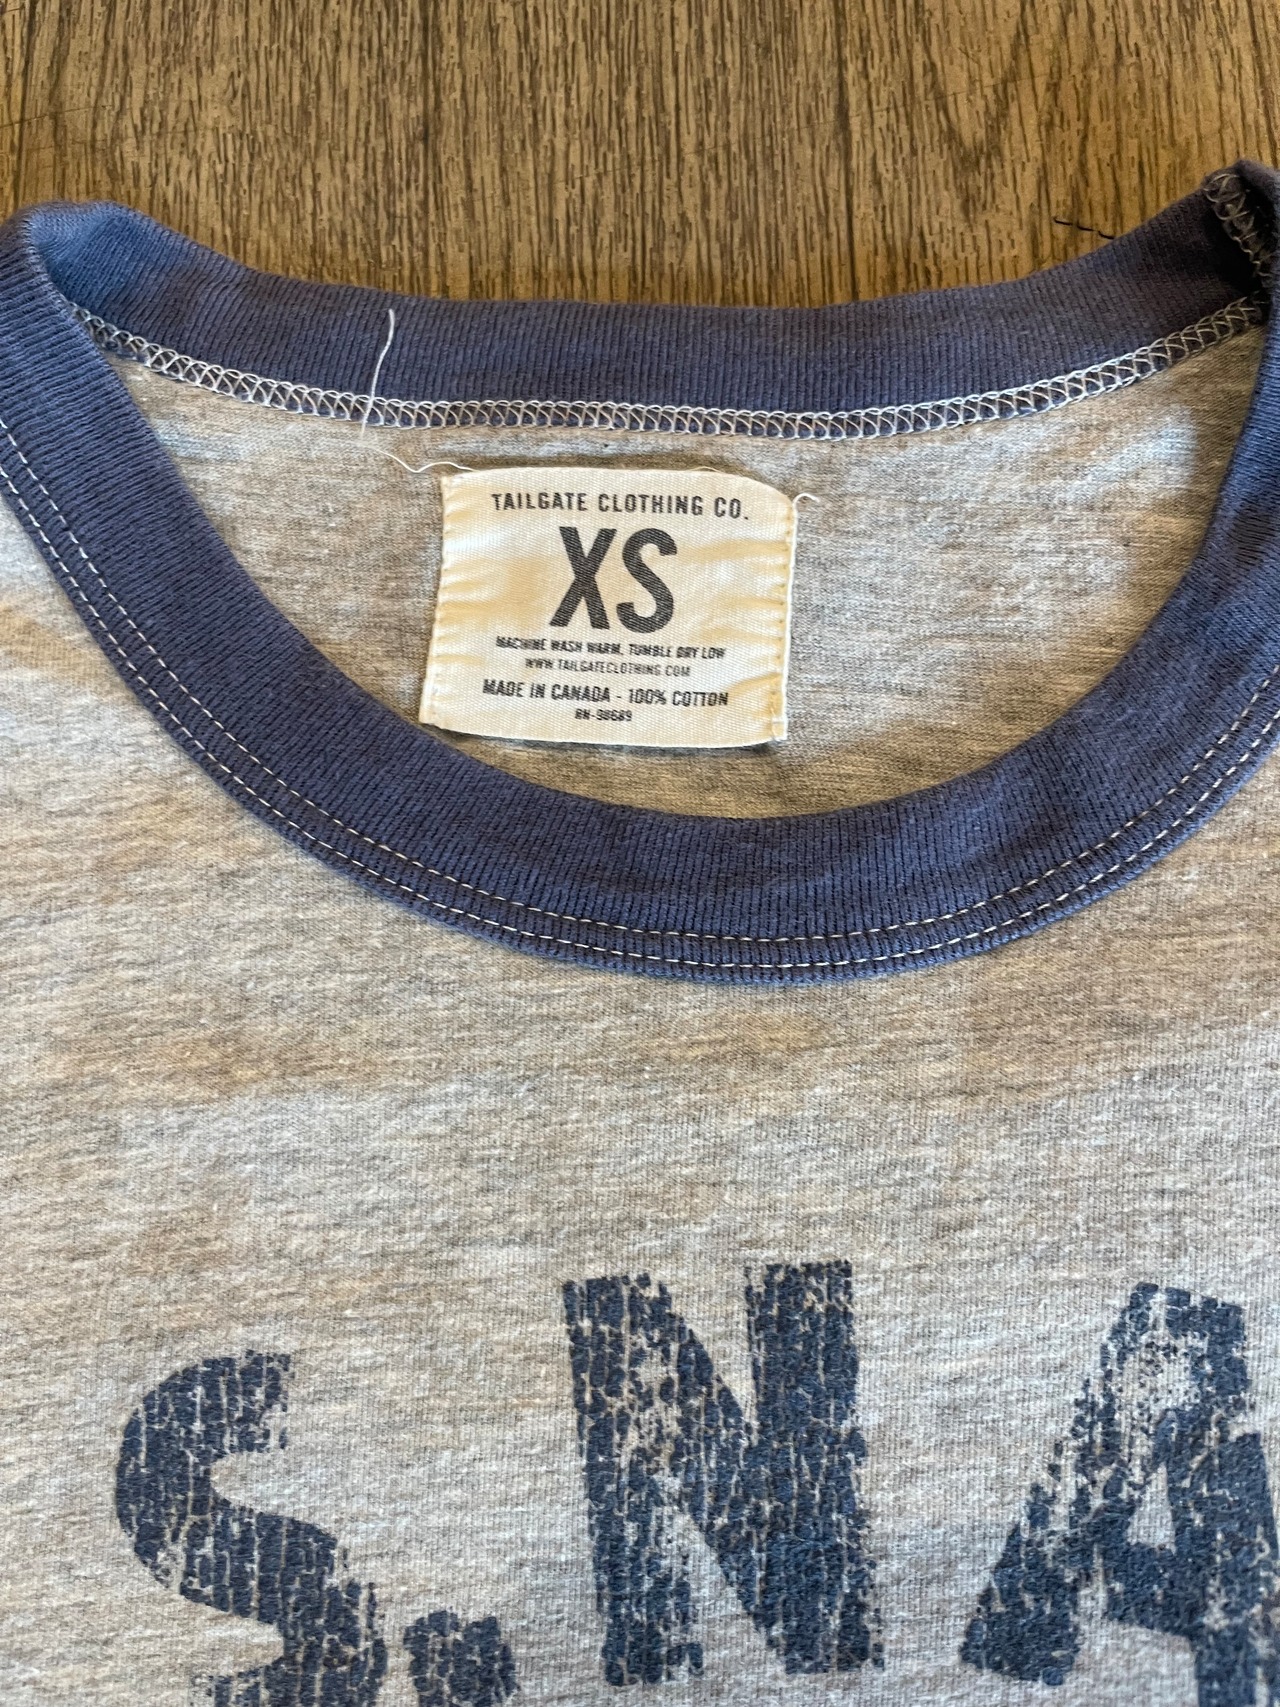 TAILGATE CLOTHING CO.
XS
MACHINE WASH WARM, TUMBLE DRY LOW
WWW.TAILGATECLOTHING.COM
MADE IN CANADA - 100% COTTON
RN-98689
S. NA